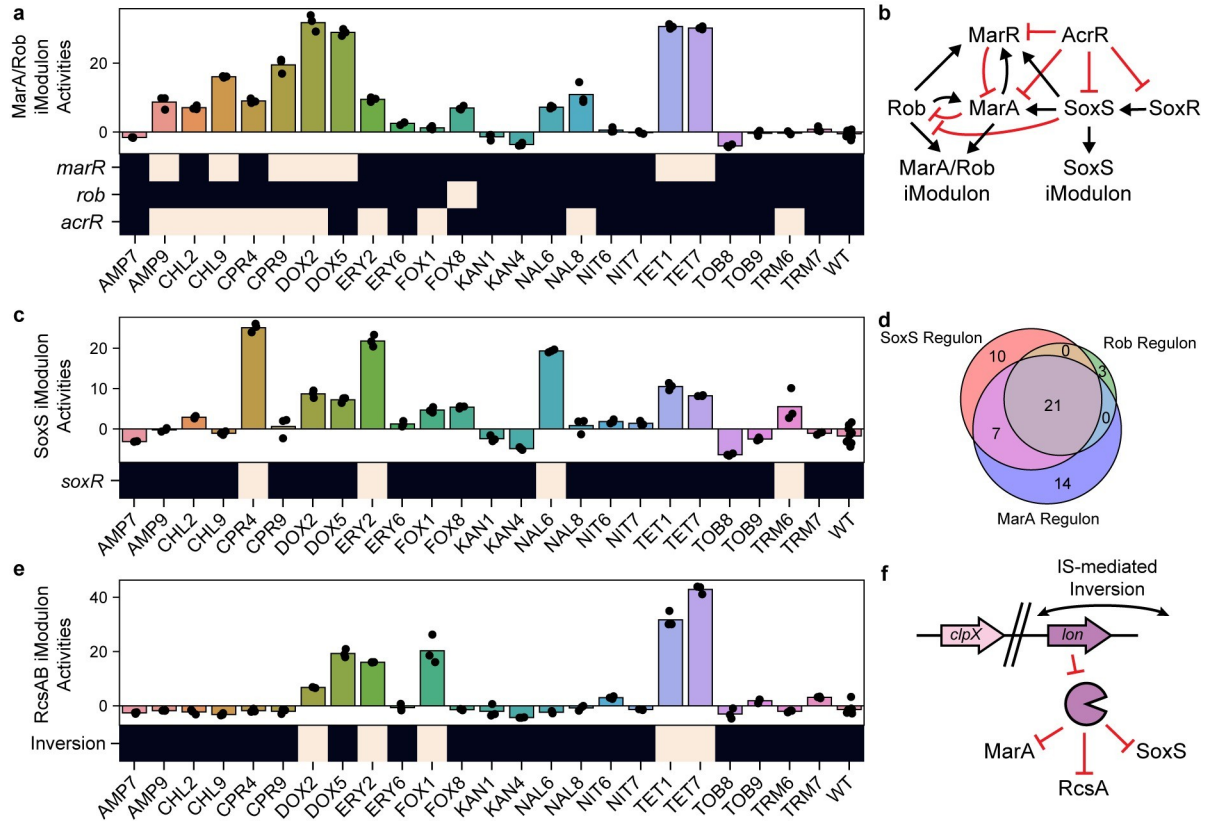 a
MarA/Rob
iModulon
Activities
20
0
marR
rob
acrR
AMP7 AMP9 CHL2 CHL9 CPR4 CPR9 DOX2 DOX5 ERY2 ERY6 FOX1 FOX8 KAN1 KAN4 NAL6 NAL8 NIT6 NIT7 TET1 TET7 TOB8 TOB9 TRM6 TRM7 WT
b
MarR AcrR
Rob MarA SoxS SoxR
MarA/Rob SoxS
iModulon iModulon
c
SoxS iModulon
Activities
20
10
0
soxR
AMP7 AMP9 CHL2 CHL9 CPR4 CPR9 DOX2 DOX5 ERY2 ERY6 FOX1 FOX8 KAN1 KAN4 NAL6 NAL8 NIT6 NIT7 TET1 TET7 TOB8 TOB9 TRM6 TRM7 WT
d
SoxS Regulon
Rob Regulon
10 0 3
21 0
7
14
MarA Regulon
e
RcsAB iModulon
Activities
40
20
0
Inversion
AMP7 AMP9 CHL2 CHL9 CPR4 CPR9 DOX2 DOX5 ERY2 ERY6 FOX1 FOX8 KAN1 KAN4 NAL6 NAL8 NIT6 NIT7 TET1 TET7 TOB8 TOB9 TRM6 TRM7 WT
f
IS-mediated
Inversion
clpX lon
MarA SoxS
RcsA